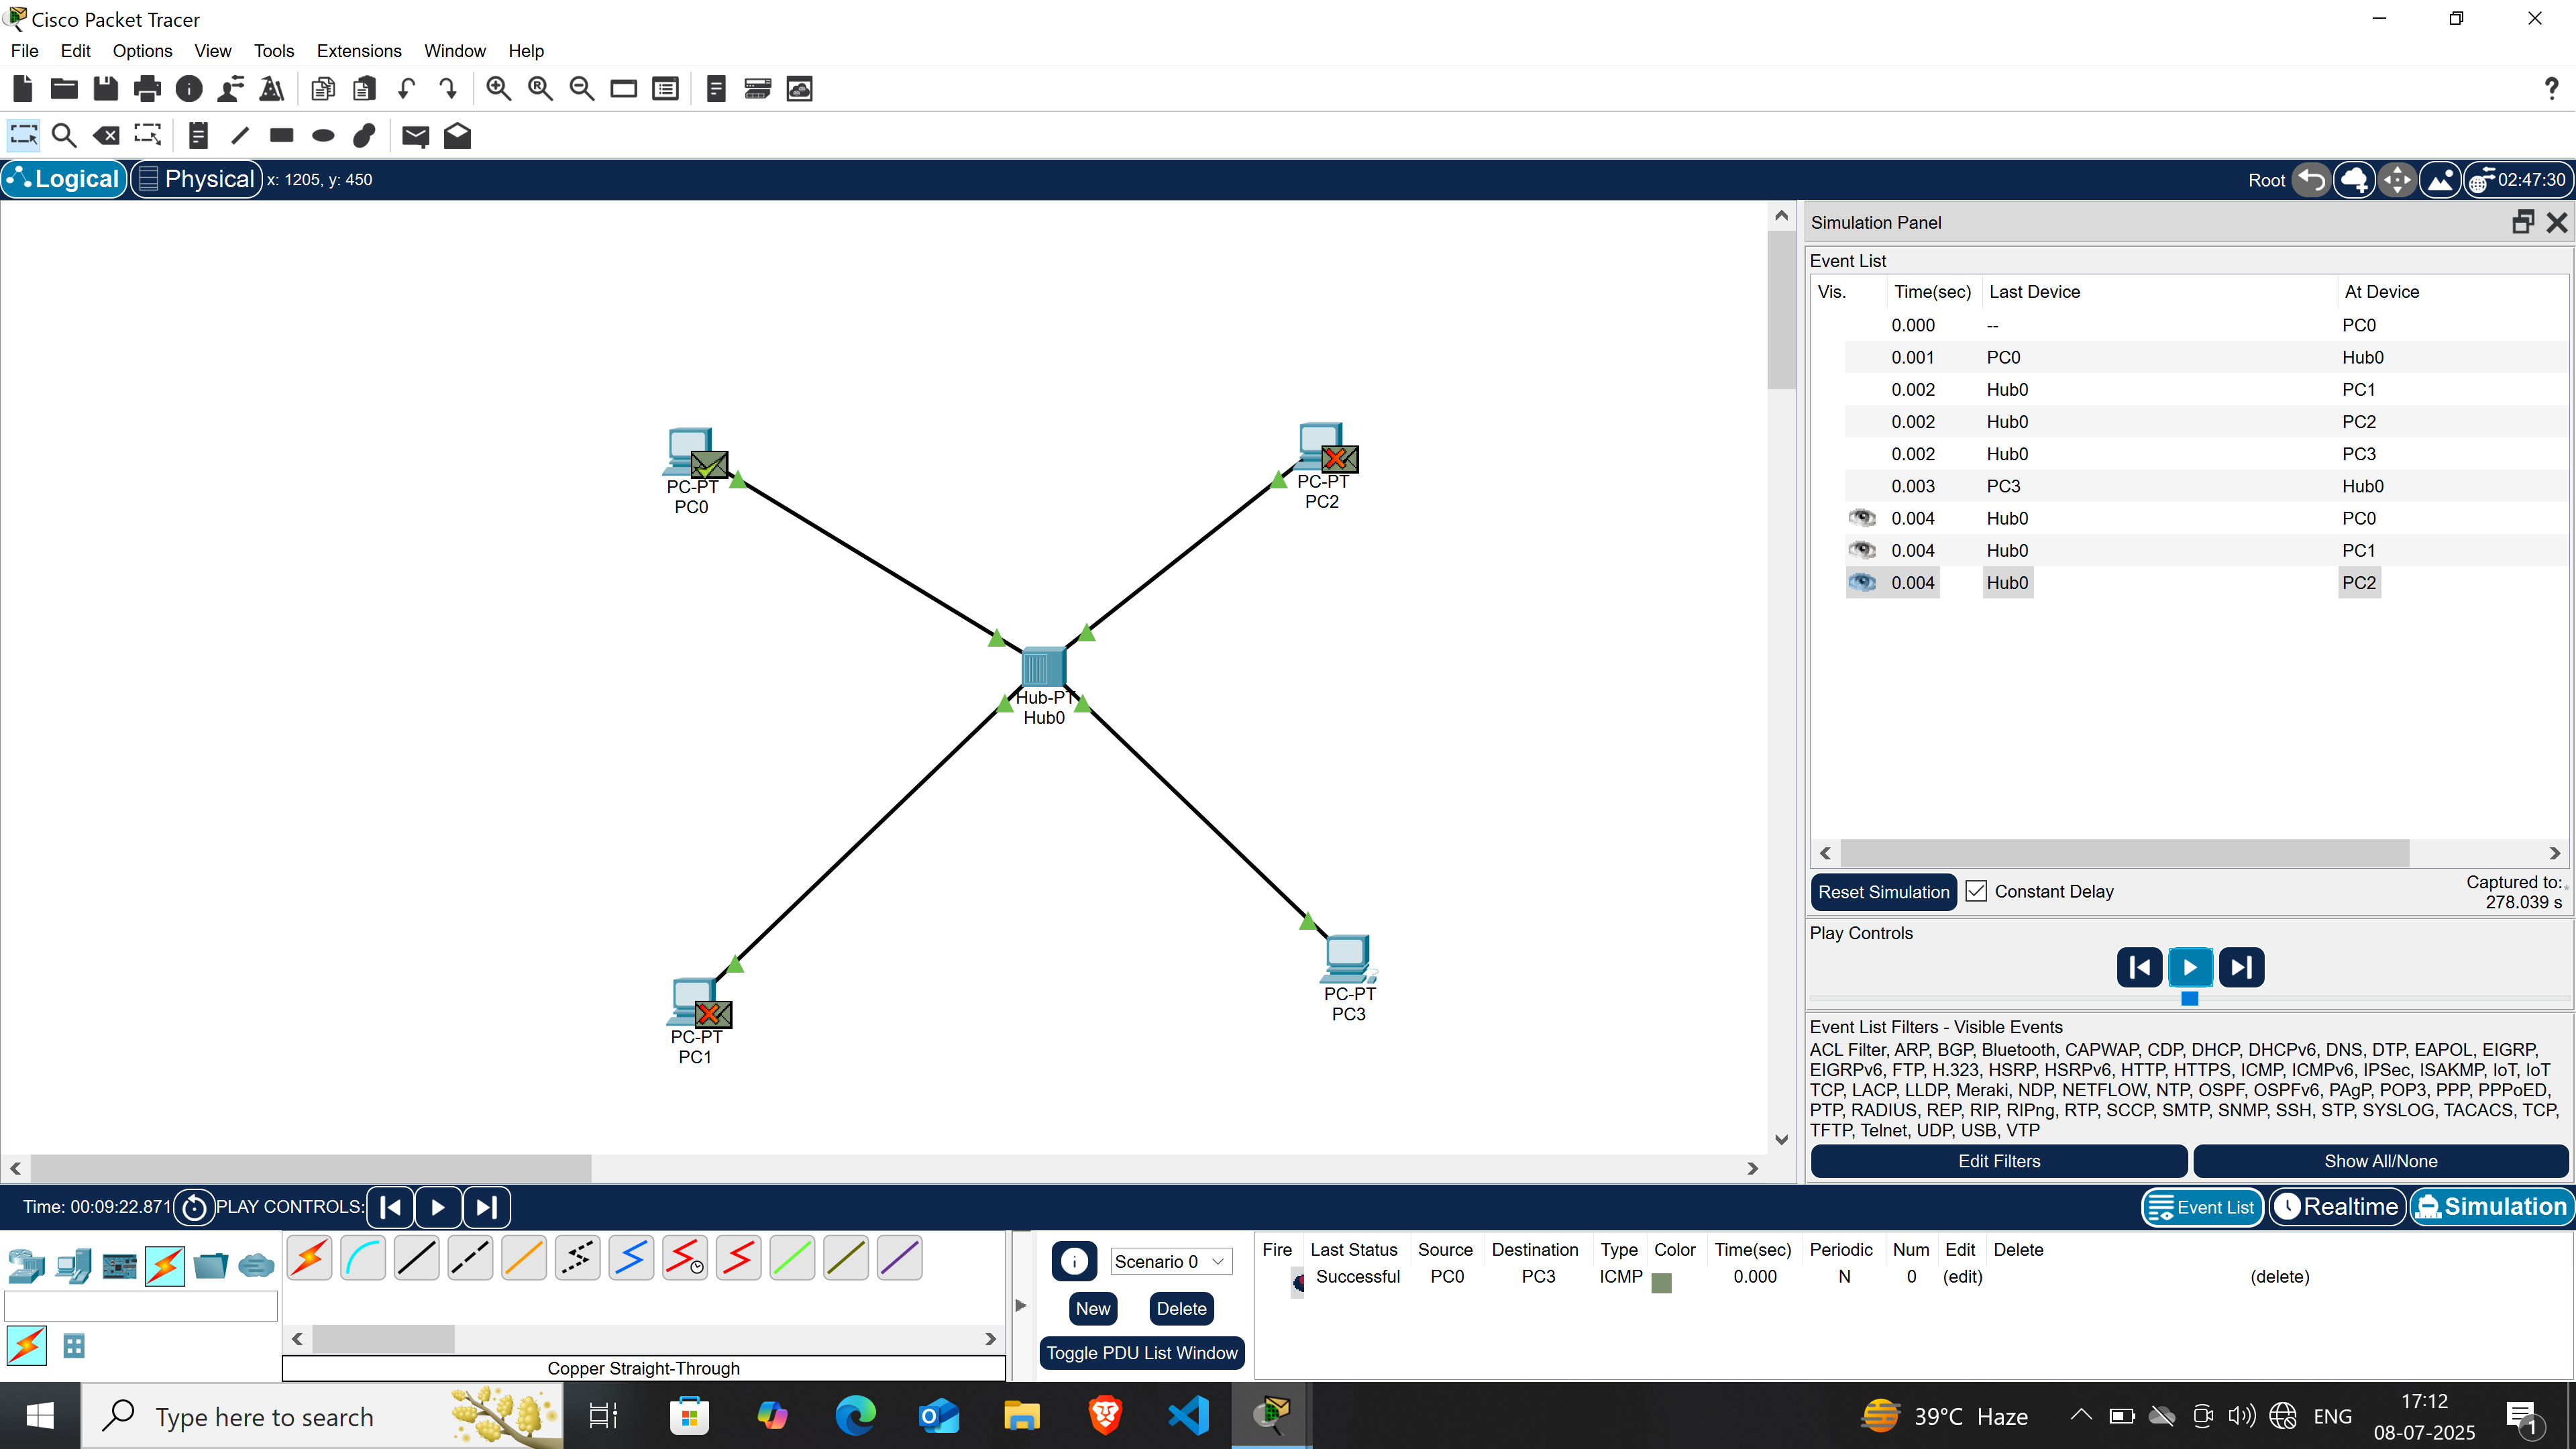 Cisco Packet Tracer
File Edit Options View Tools Extensions Window Help
Logical Physical x: 1205, y: 450 Root 02:47:30
Simulation Panel
Event List
Vis. Time(sec) Last Device At Device
0.000 -- PC0
0.001 PC0 Hub0
0.002 Hub0 PC1
0.002 Hub0 PC2
0.002 Hub0 PC3
0.003 PC3 Hub0
0.004 Hub0 PC0
0.004 Hub0 PC1
0.004 Hub0 PC2
PC-PT
PC0
PC-PT
PC2
Hub-PT
Hub0
PC-PT
PC1
PC-PT
PC3
Reset Simulation Constant Delay Captured to:*
278.039 s
Play Controls
Event List Filters - Visible Events
ACL Filter, ARP, BGP, Bluetooth, CAPWAP, CDP, DHCP, DHCPv6, DNS, DTP, EAPOL, EIGRP,
EIGRPv6, FTP, H.323, HSRP, HSRPv6, HTTP, HTTPS, ICMP, ICMPv6, IPSec, ISAKMP, IoT, IoT
TCP, LACP, LLDP, Meraki, NDP, NETFLOW, NTP, OSPF, OSPFv6, PAgP, POP3, PPP, PPPoED,
PTP, RADIUS, REP, RIP, RIPng, RTP, SCCP, SMTP, SNMP, SSH, STP, SYSLOG, TACACS, TCP,
TFTP, Telnet, UDP, USB, VTP
Edit Filters Show All/None
Time: 00:09:22.871 PLAY CONTROLS: Event List Realtime Simulation
Scenario 0
New Delete
Toggle PDU List Window
Fire Last Status Source Destination Type Color Time(sec) Periodic Num Edit Delete
Successful PC0 PC3 ICMP 0.000 N 0 (edit) (delete)
Copper Straight-Through
Type here to search 39°C Haze ENG 17:12
08-07-2025
1